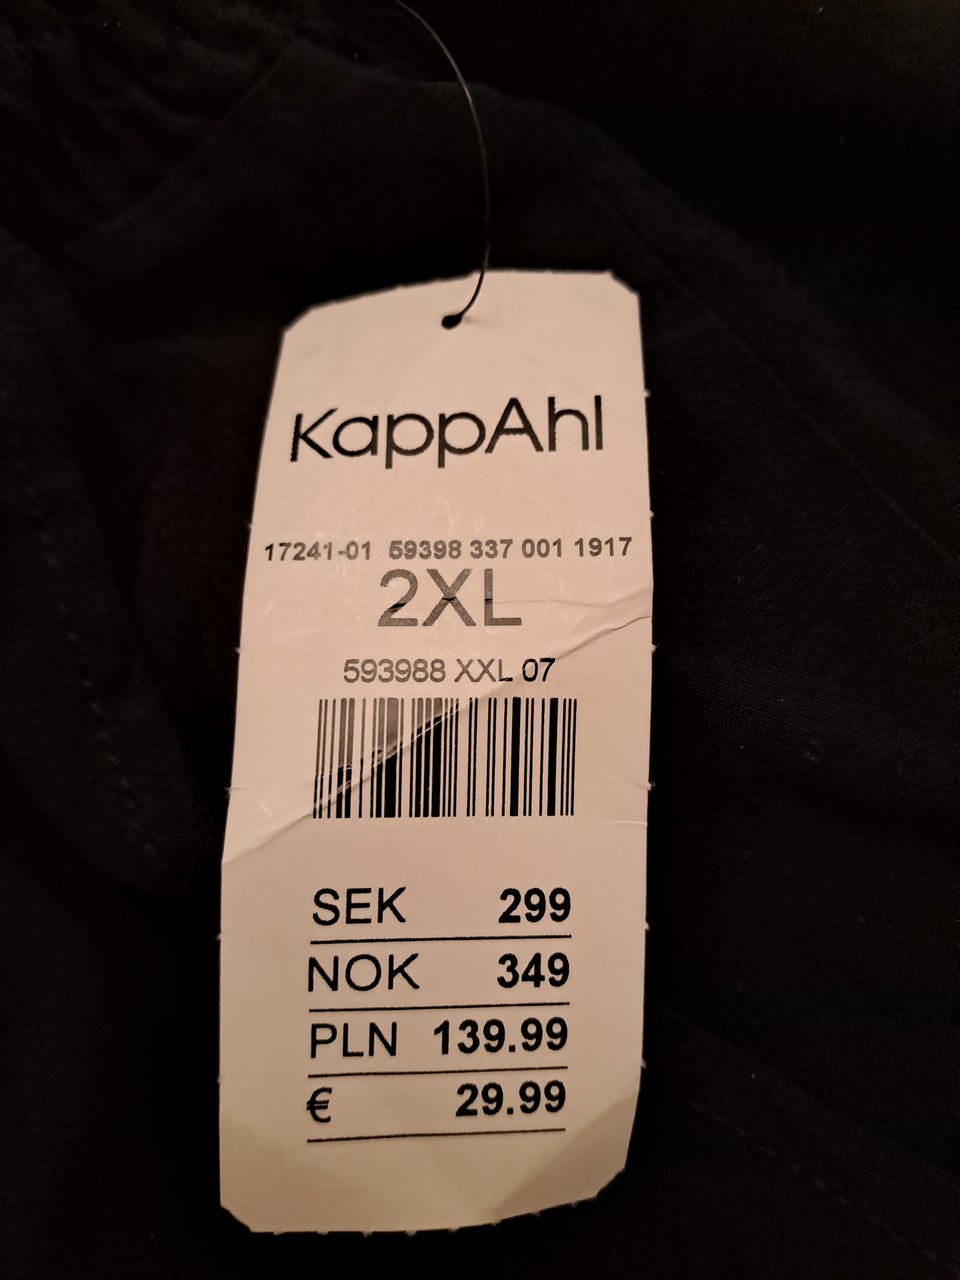 KappAhl
17241-01 59398 337 001 1917
2XL
593988 XXL 07
SEK 299
NOK 349
PLN 139.99
€ 29.99